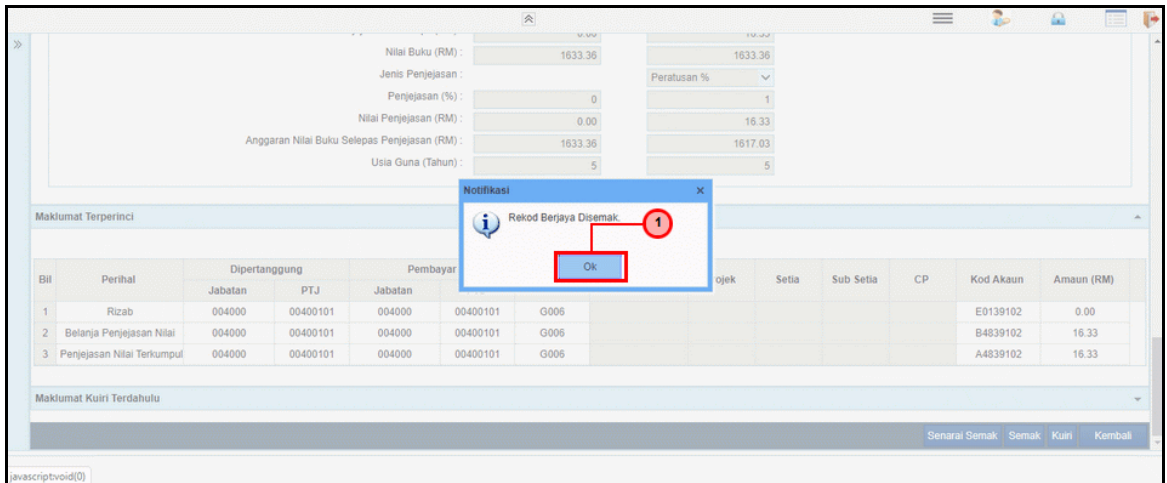 0.00 16.33
Nilai Buku (RM) : 1633.36 1633.36
Jenis Penjejasan : Peratusan %
Penjejasan (%) : 0 1
Nilai Penjejasan (RM) : 0.00 16.33
Anggaran Nilai Buku Selepas Penjejasan (RM) : 1633.36 1617.03
Usia Guna (Tahun) : 5 5
Notifikasi x
Rekod Berjaya Disemak.
1
Ok
Maklumat Terperinci
Bil Perihal Dipertanggung Pembayar ojek Setia Sub Setia CP Kod Akaun Amaun (RM)
Jabatan PTJ Jabatan
1 Rizab 004000 00400101 004000 00400101 G006 E0139102 0.00
2 Belanja Penjejasan Nilai 004000 00400101 004000 00400101 G006 B4839102 16.33
3 Penjejasan Nilai Terkumpul 004000 00400101 004000 00400101 G006 A4839102 16.33
Maklumat Kuiri Terdahulu
Senarai Semak Semak Kuiri Kembali
javascript:void(0)